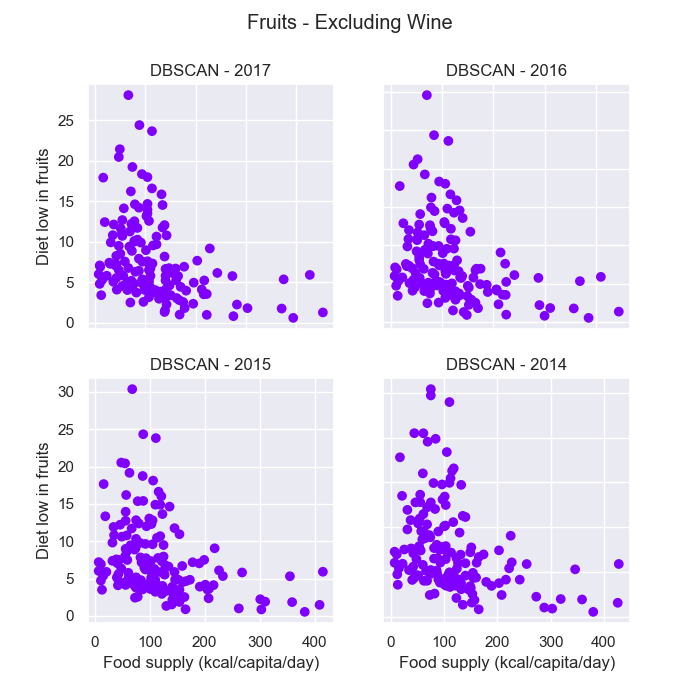 Fruits - Excluding Wine
DBSCAN - 2017
DBSCAN - 2016
Diet low in fruits
25
20
15
10
5
0
DBSCAN - 2015
DBSCAN - 2014
Diet low in fruits
30
25
20
15
10
5
0
0 100 200 300 400
0 100 200 300 400
Food supply (kcal/capita/day)
Food supply (kcal/capita/day)